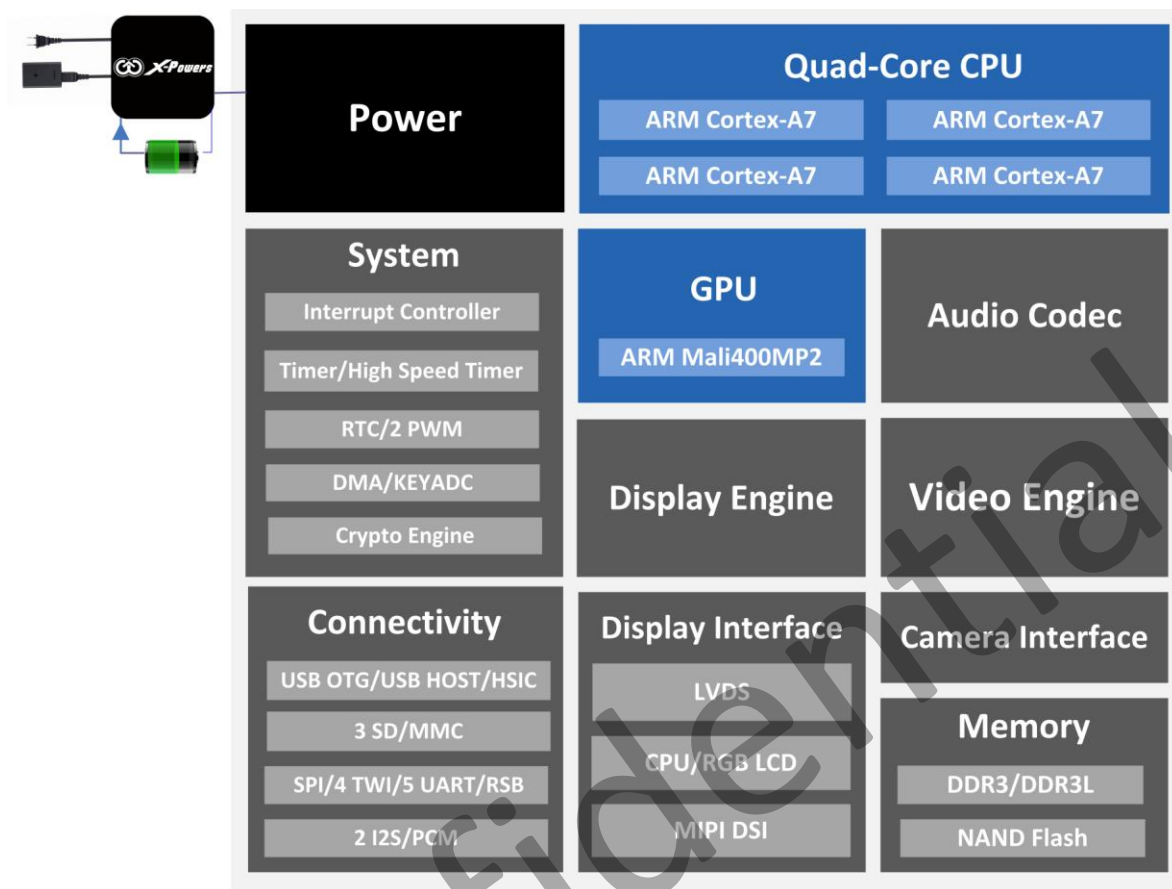 X-Powers
Power
Quad-Core CPU
ARM Cortex-A7
ARM Cortex-A7
ARM Cortex-A7
ARM Cortex-A7
System
Interrupt Controller
Timer/High Speed Timer
RTC/2 PWM
DMA/KEYADC
Crypto Engine
GPU
ARM Mali400MP2
Audio Codec
Display Engine
Video Engine
Connectivity
USB OTG/USB HOST/HSIC
3 SD/MMC
SPI/4 TWI/5 UART/RSB
2 I2S/PCM
Display Interface
LVDS
CPU/RGB LCD
MIPI DSI
Camera Interface
Memory
DDR3/DDR3L
NAND Flash
fidential